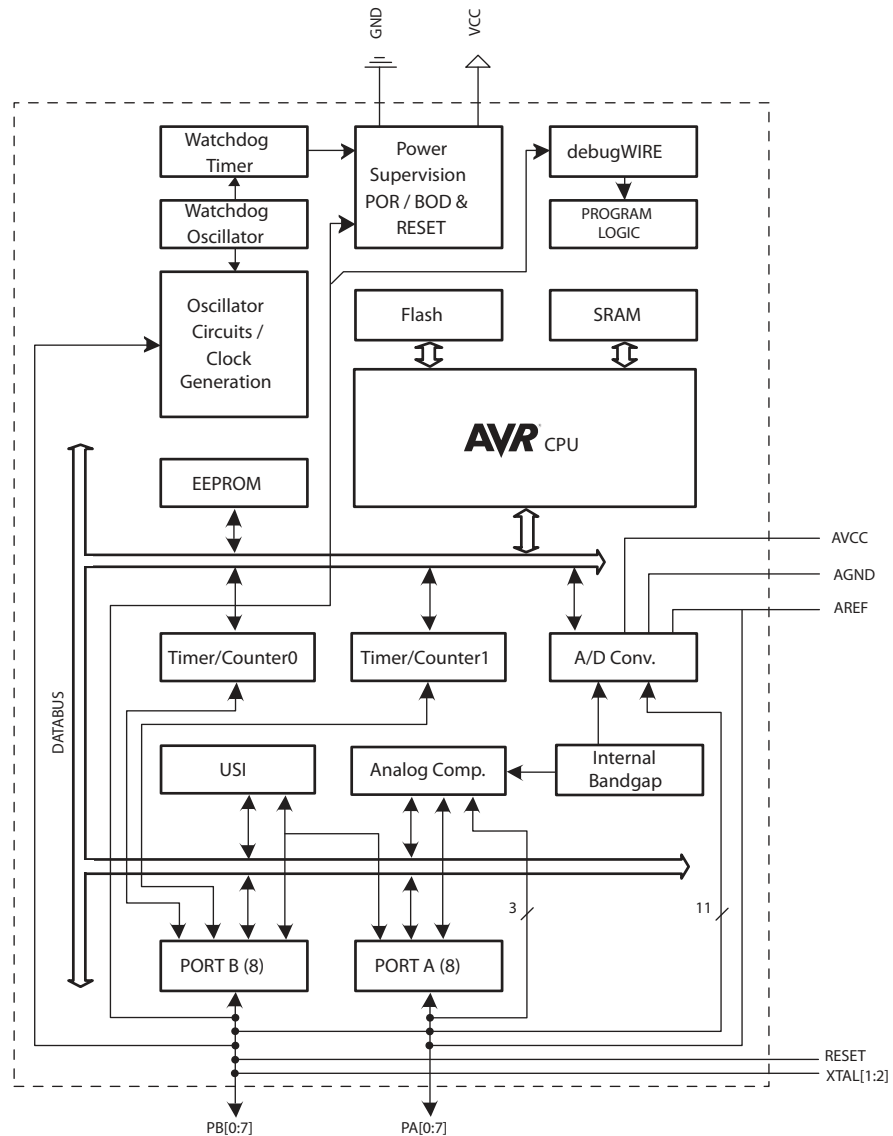 GND
VCC
Watchdog
Timer
Power
Supervision
POR / BOD &
RESET
debugWIRE
Watchdog
Oscillator
PROGRAM
LOGIC
Oscillator
Circuits /
Clock
Generation
Flash
SRAM
AVR CPU
EEPROM
AVCC
AGND
AREF
Timer/Counter0
Timer/Counter1
A/D Conv.
DATABUS
USI
Analog Comp.
Internal
Bandgap
3
11
PORT B (8)
PORT A (8)
RESET
XTAL[1:2]
PB[0:7]
PA[0:7]